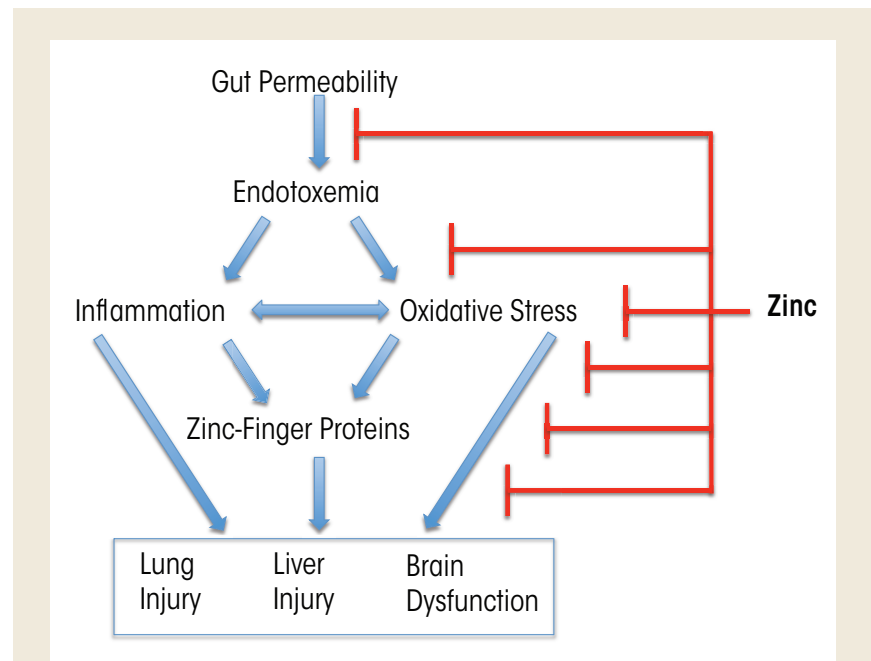 Gut Permeability
Endotoxemia
Inflammation
Oxidative Stress
Zinc
Zinc-Finger Proteins
Lung
Injury
Liver
Injury
Brain
Dysfunction